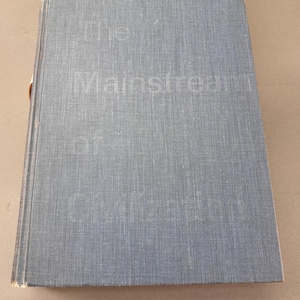 The
Mainstream
of
Civilization